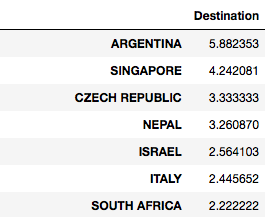 Destination
ARGENTINA 5.882353
SINGAPORE 4.242081
CZECH REPUBLIC 3.333333
NEPAL 3.260870
ISRAEL 2.564103
ITALY 2.445652
SOUTH AFRICA 2.222222